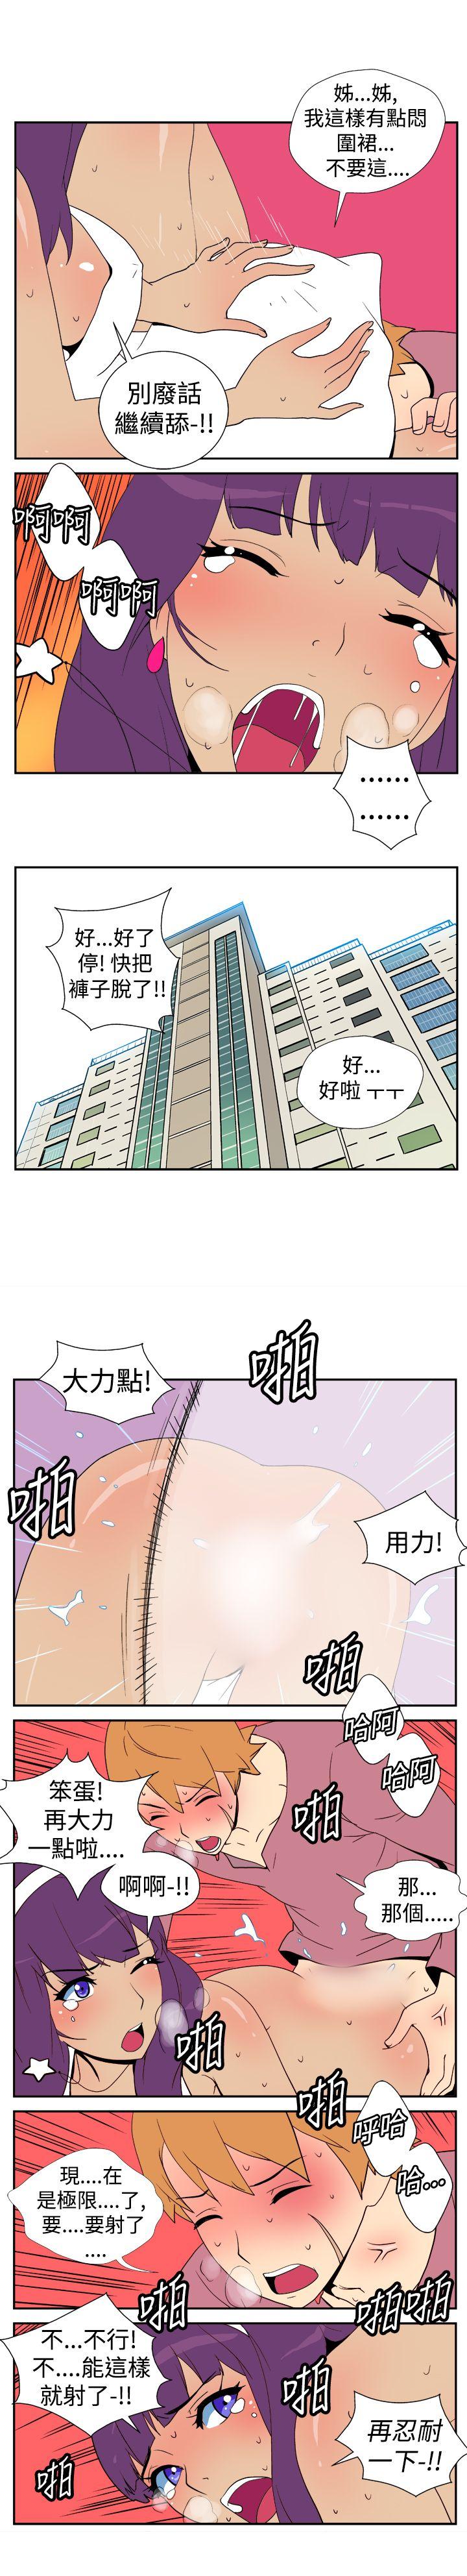 姊...姊,
我這樣有點悶
圍裙...
不要這....
別廢話
繼續舔-!!
啊啊
啊啊
......
......
好...好了
停! 快把
褲子脫了!!
好...
好啦 ㅜㅜ
大力點!
啪
啪
用力!
啪
哈阿
哈阿
笨蛋!
再大力
一點啦....
啪
啊啊-!!
那...
那個.....
啪
啪
呼哈
哈...
現....在
是極限....了,
要....要射了
....
啪
啪啪
不...不行!
不....能這樣
就射了-!!
啪
再忍耐
一下-!!
啪